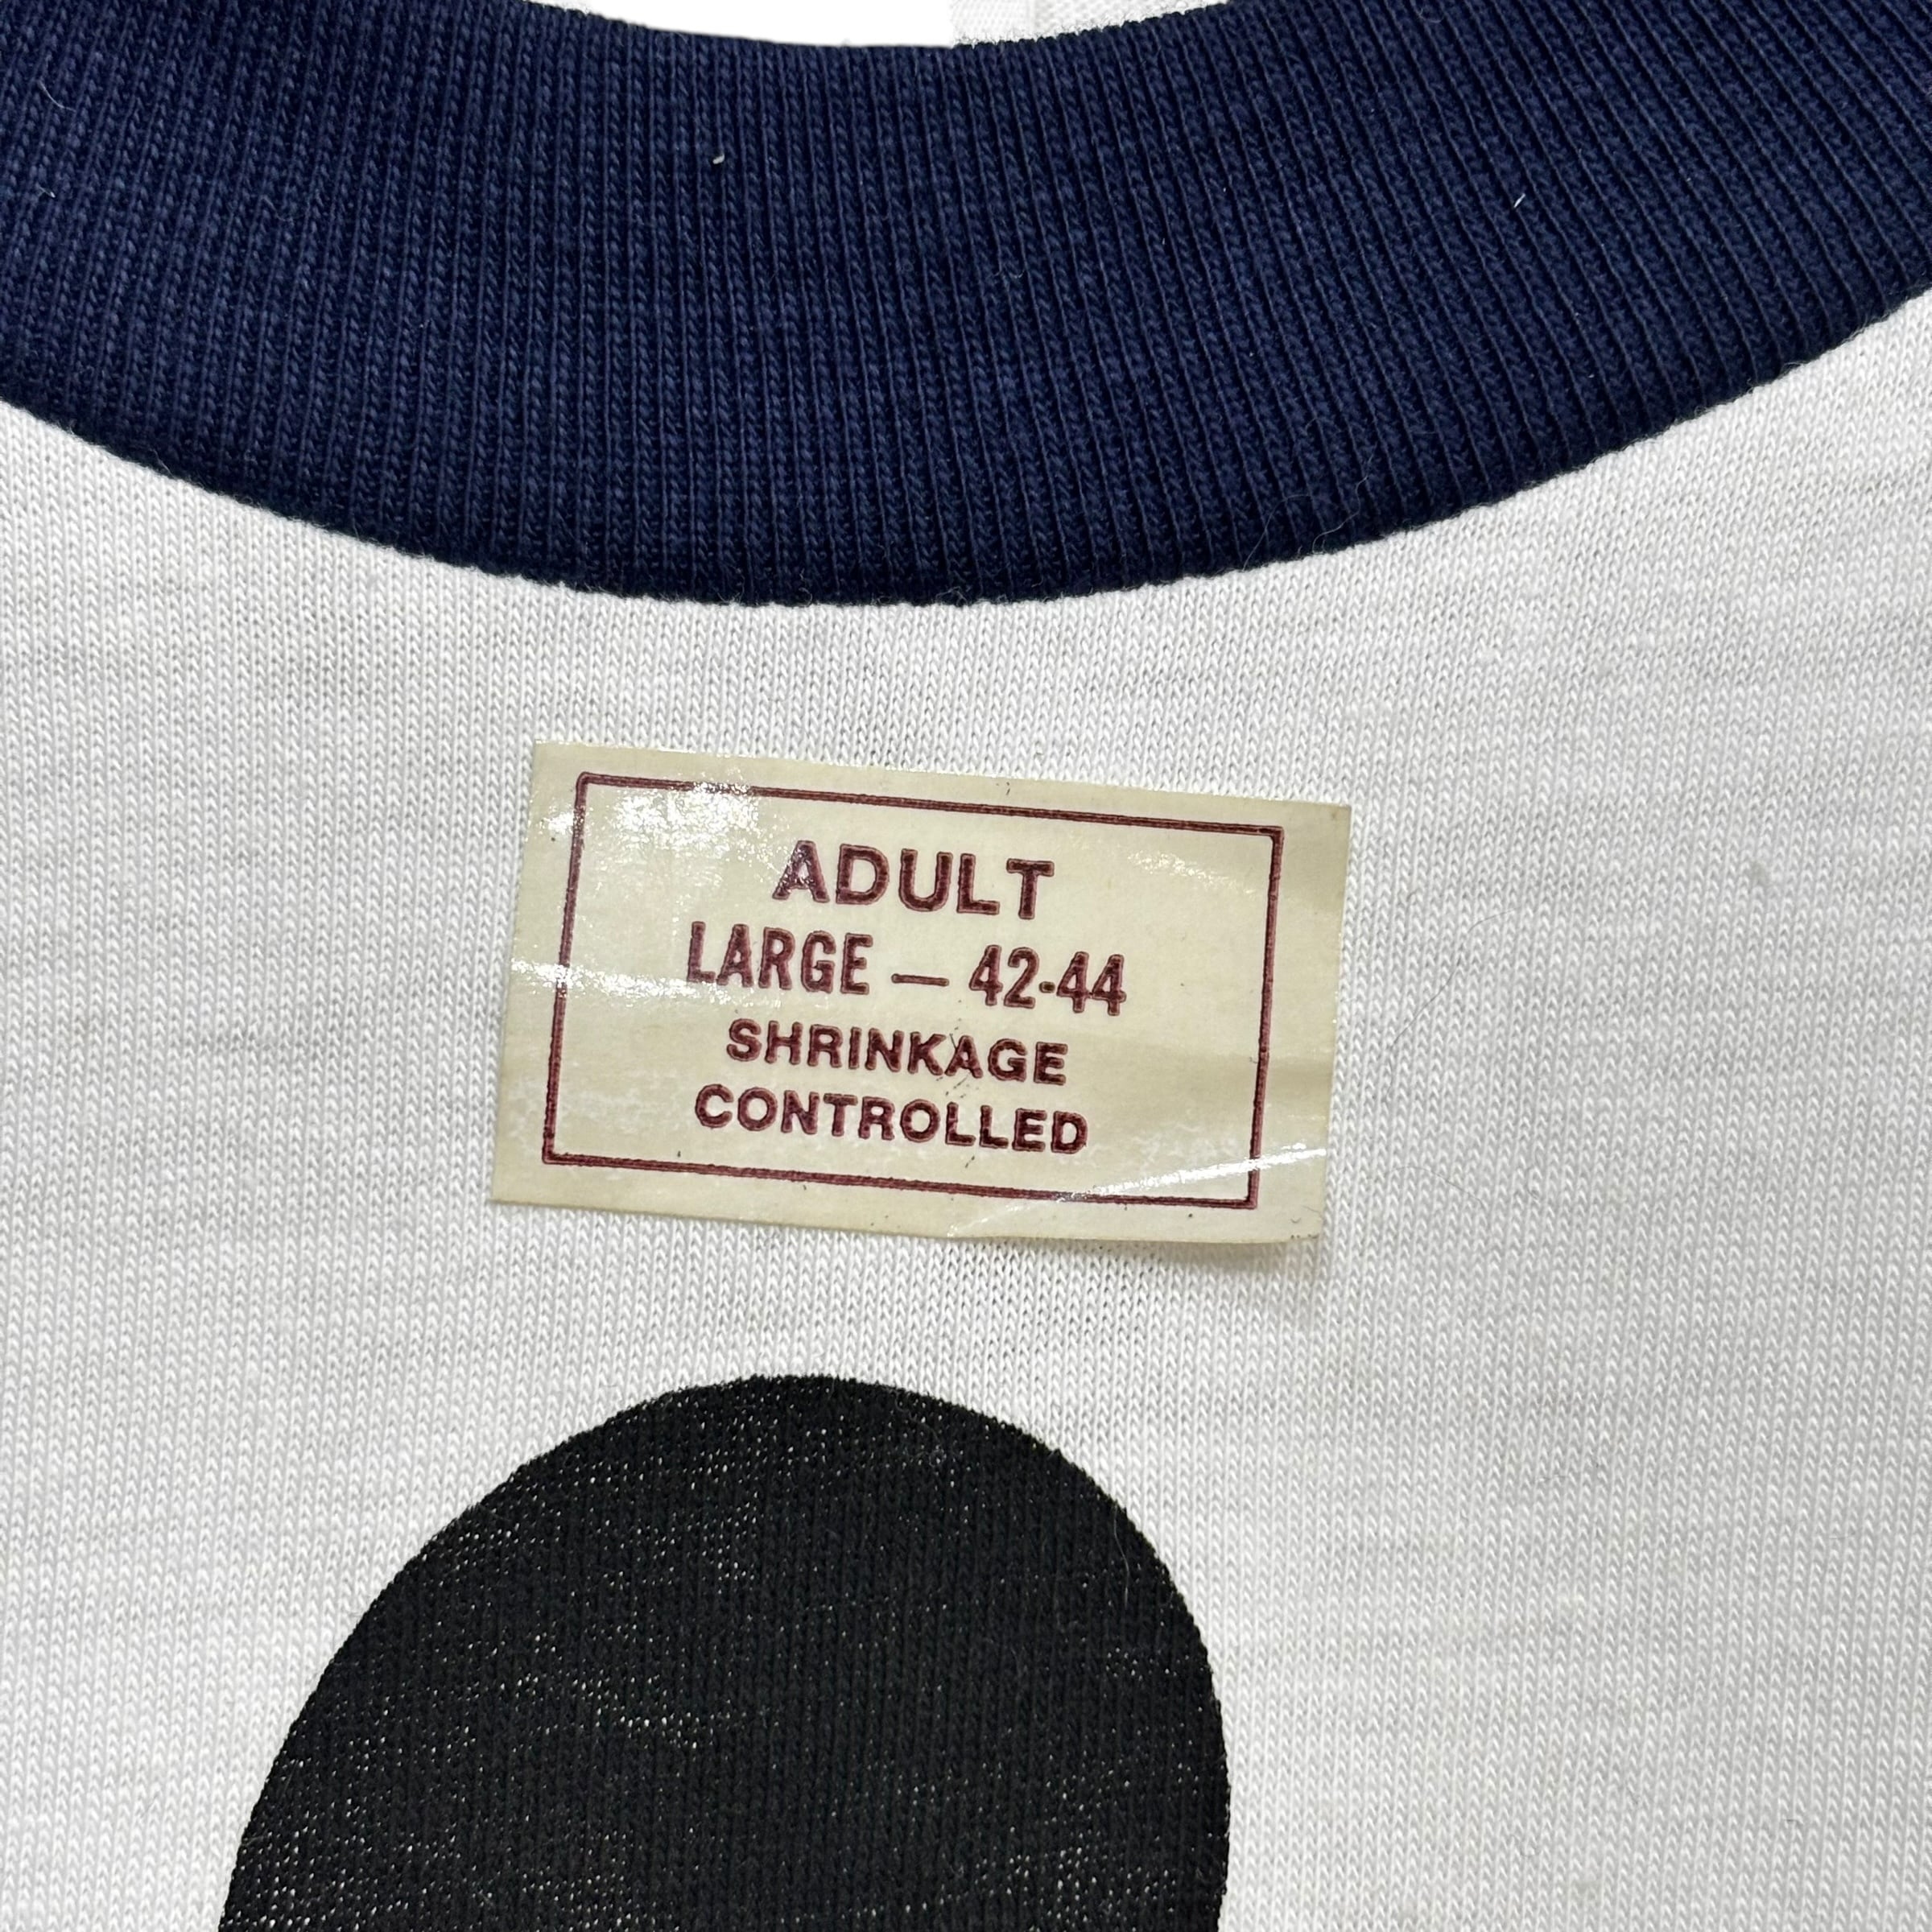 ADULT
LARGE — 42-44
SHRINKAGE
CONTROLLED